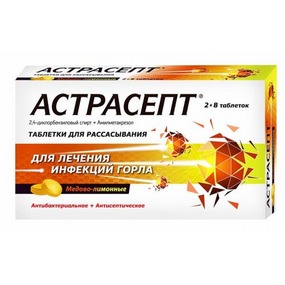 АСТРАСЕПТ®
2×8 таблеток
2,4-дихлорбензиловый спирт + Амилметакрезол
ТАБЛЕТКИ ДЛЯ РАССАСЫВАНИЯ
ДЛЯ ЛЕЧЕНИЯ
ИНФЕКЦИИ ГОРЛА
Медово-лимонные
Антибактериальное + Антисептическое